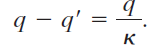 q − q′ = q/κ.